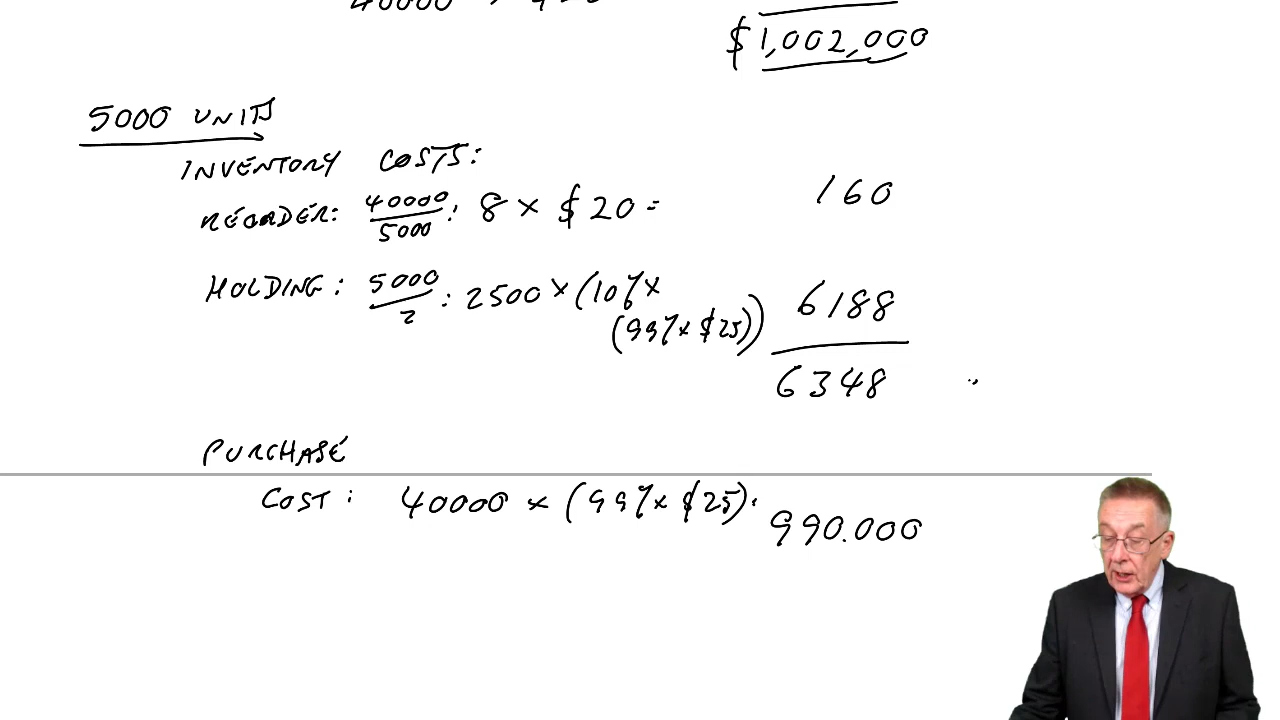 40000 ×
$1,002,000
5000 UNITS
INVENTORY COSTS:
REORDER: 40000/5000 : 8 × $20 = 160
HOLDING: 5000/2 : 2500 × (10% × 6188
(99% × $25))
6348
PURCHASE
COST: 40000 × (99% × $25). 990.000